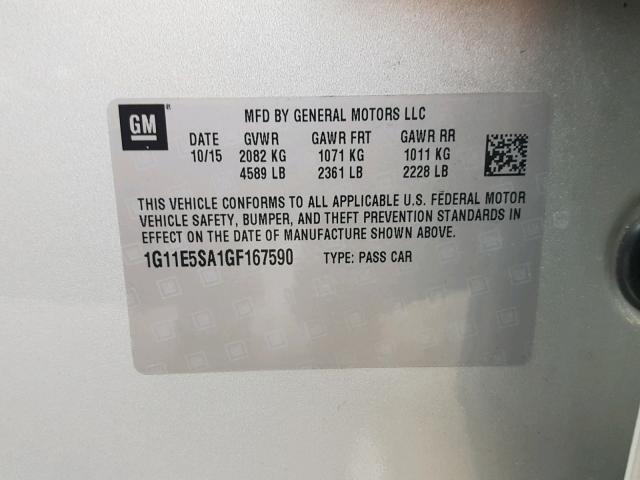 GM
MFD BY GENERAL MOTORS LLC
DATE GVWR GAWR FRT GAWR RR
10/15 2082 KG 1071 KG 1011 KG
4589 LB 2361 LB 2228 LB
THIS VEHICLE CONFORMS TO ALL APPLICABLE U.S. FEDERAL MOTOR
VEHICLE SAFETY, BUMPER, AND THEFT PREVENTION STANDARDS IN
EFFECT ON THE DATE OF MANUFACTURE SHOWN ABOVE.
1G11E5SA1GF167590 TYPE: PASS CAR